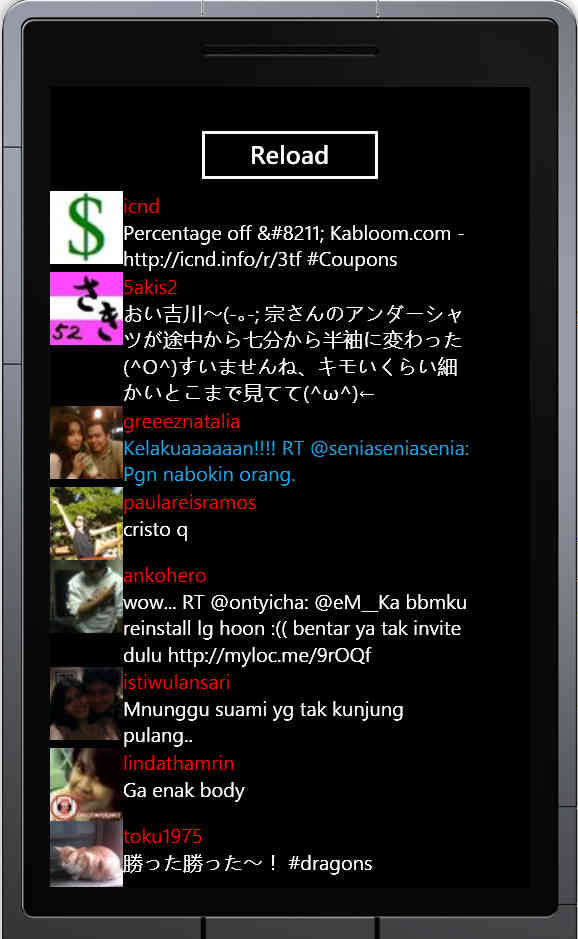 Reload
icnd
Percentage off &#8211; Kabloom.com -
http://icnd.info/r/3tf #Coupons
$
5akis2
おい吉川～(-｡-; 宗さんのアンダーシャ
ツが途中から七分から半袖に変わった
(^O^)すいませんね、キモいくらい細
かいとこまで見てて(^ω^)←
さき
52
greeeznatalia
Kelakuaaaaaan!!!! RT @seniaseniasenia:
Pgn nabokin orang.
paulareisramos
cristo q
ankohero
wow... RT @ontyicha: @eM__Ka bbmku
reinstall lg hoon :(( bentar ya tak invite
dulu http://myloc.me/9rOQf
istiwulansari
Mnunggu suami yg tak kunjung
pulang..
lindathamrin
Ga enak body
toku1975
勝った勝った～！ #dragons